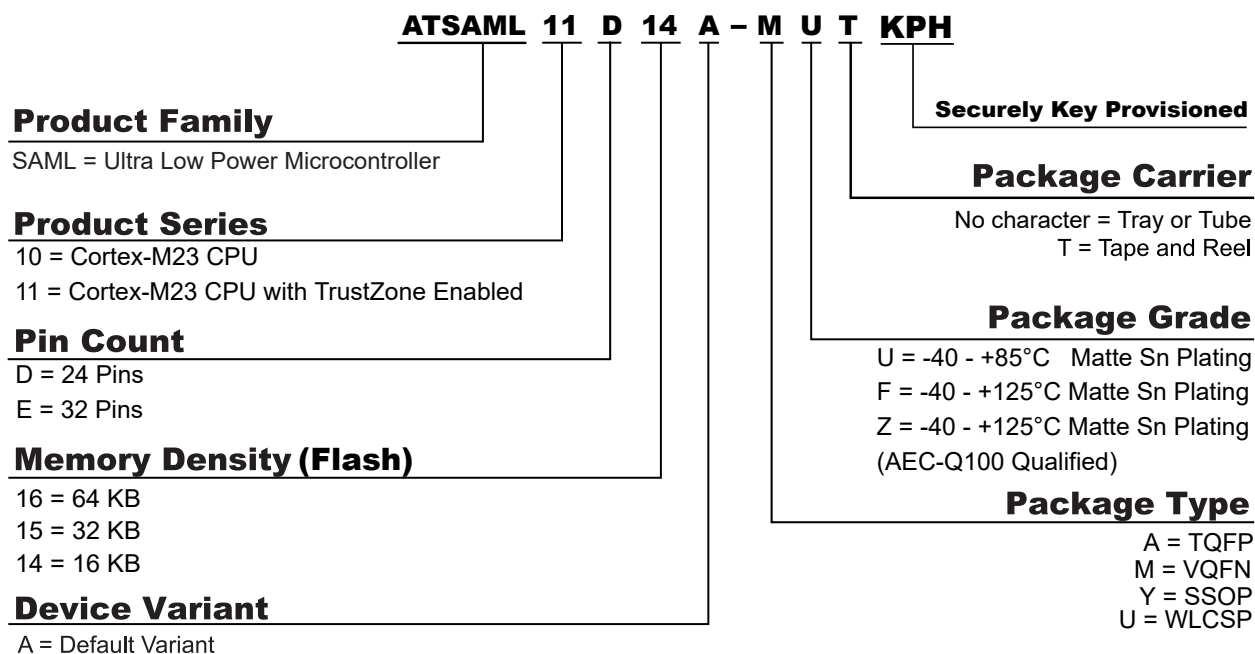 ATSAML 11 D 14 A – M U T KPH
Product Family
SAML = Ultra Low Power Microcontroller
Product Series
10 = Cortex-M23 CPU
11 = Cortex-M23 CPU with TrustZone Enabled
Pin Count
D = 24 Pins
E = 32 Pins
Memory Density (Flash)
16 = 64 KB
15 = 32 KB
14 = 16 KB
Device Variant
A = Default Variant
Securely Key Provisioned
Package Carrier
No character = Tray or Tube
T = Tape and Reel
Package Grade
U = -40 - +85°C Matte Sn Plating
F = -40 - +125°C Matte Sn Plating
Z = -40 - +125°C Matte Sn Plating
(AEC-Q100 Qualified)
Package Type
A = TQFP
M = VQFN
Y = SSOP
U = WLCSP